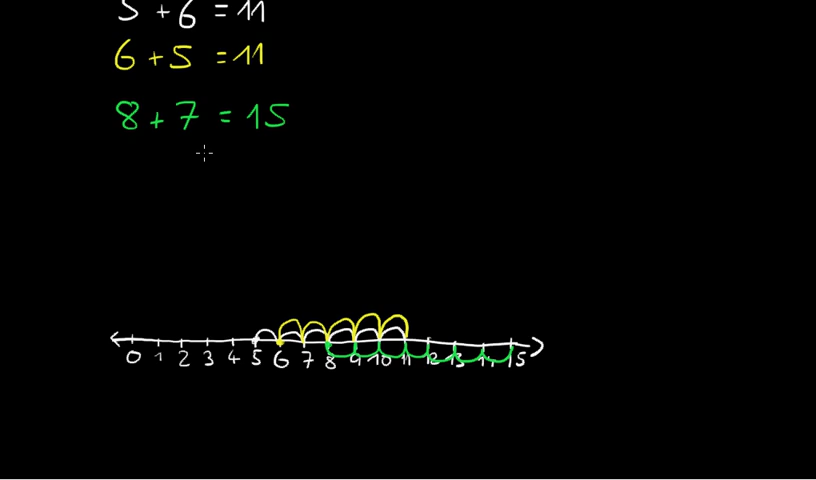 5 + 6 = 11
6 + 5 = 11
8 + 7 = 15
0 1 2 3 4 5 6 7 8 9 10 11 12 13 14 15